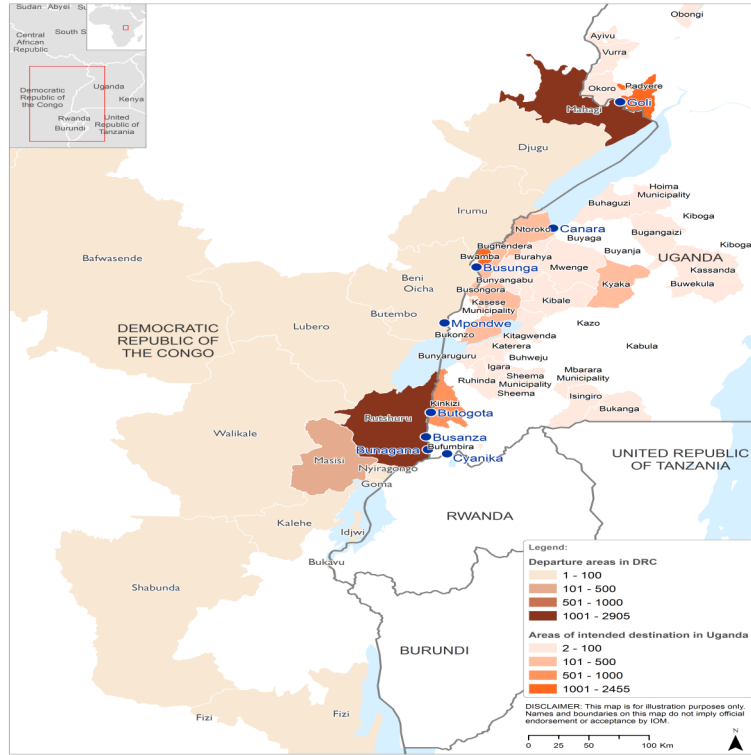 Sudan
Abyei
Sudan
Central
African
Republic
South S
Democratic
Republic of
the Congo
Uganda
Kenya
Rwanda
Burundi
United
Republic of
Tanzania
Obongi
Ayivu
Vurra
Okoro
Padyere
Goli
Mahagi
Djugu
Irumu
Hoima
Municipality
Buhaguzi
Kiboga
Ntoroko
Canara
Buyaga
Bugangaizi
Kiboga
Bughendera
Bwamba
Burahya
Buyanja
UGANDA
Busunga
Bunyangabu
Mwenge
Kassanda
Bafwasende
Beni
Oicha
Busongora
Kyaka
Buwekula
Kasese
Municipality
Kibale
Butembo
Lubero
Mpondwe
Bukonzo
Kitagwenda
Kazo
DEMOCRATIC
REPUBLIC OF
THE CONGO
Katerera
Kabula
Bunyaruguru
Buhweju
Igara
Ruhinda
Sheema
Municipality
Sheema
Mbarara
Municipality
Isingiro
Bukanga
Kinkizi
Butogota
Rutshuru
Walikale
Busanza
Bufumbira
Bunagana
Cyanika
Masisi
Nyiragongo
Goma
UNITED REPUBLIC
OF TANZANIA
RWANDA
Kalehe
Idjwi
Bukavu
Shabunda
BURUNDI
Fizi
Fizi
Legend:
Departure areas in DRC
1 - 100
101 - 500
501 - 1000
1001 - 2905
Areas of intended destination in Uganda
2 - 100
101 - 500
501 - 1000
1001 - 2455
DISCLAIMER: This map is for illustration purposes only.
Names and boundaries on this map do not imply official
endorsement or acceptance by IOM.
N
0 25 50 100 Km